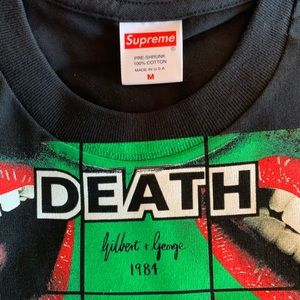 Supreme
PRE-SHRUNK
100% COTTON
MADE IN U.S.A.
M
DEATH
Gilbert + George
1984